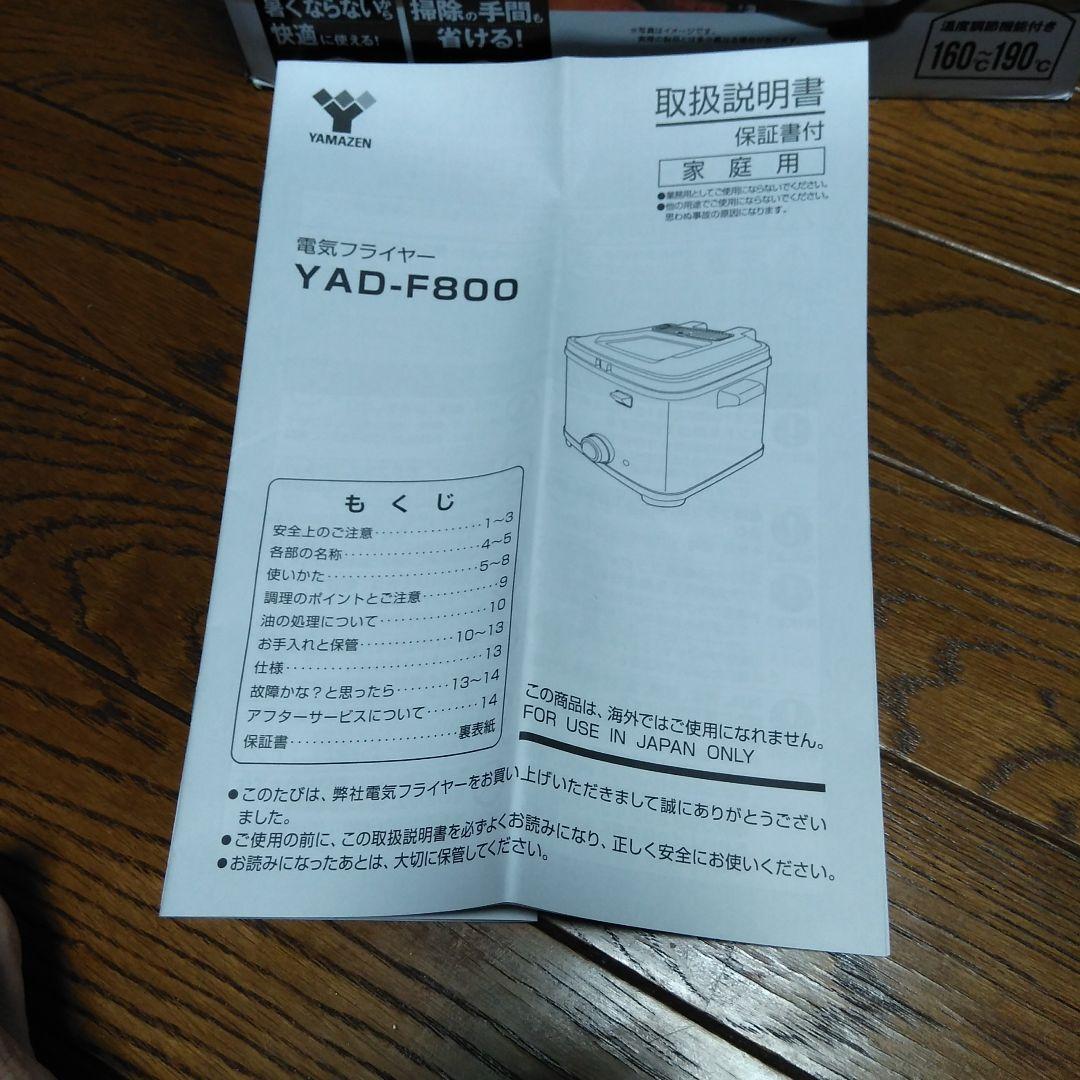 暑くならないから
快適に使える!
掃除の手間も
省ける!
※写真はイメージです。
温度調節機能付き
160℃~190℃
YAMAZEN
取扱説明書
保証書付
家庭用
●業務用としてご使用にならないでください。
●他の用途でご使用にならないでください。
思わぬ事故の原因になります。
電気フライヤー
YAD-F800
もくじ
安全上のご注意・・・・・・・・・・・・・・・1~3
各部の名称・・・・・・・・・・・・・・・・・・・4~5
使いかた・・・・・・・・・・・・・・・・・・・・・5~8
調理のポイントとご注意・・・・・・・・・・・9
油の処理について・・・・・・・・・・・・・・・10
お手入れと保管・・・・・・・・・・・・・10~13
仕様・・・・・・・・・・・・・・・・・・・・・・・・・・・13
故障かな?と思ったら・・・・・・・・13~14
アフターサービスについて・・・・・・・・14
保証書・・・・・・・・・・・・・・・・・・・・・・・裏表紙
この商品は、海外ではご使用になれません。
FOR USE IN JAPAN ONLY
●このたびは、弊社電気フライヤーをお買い上げいただきまして誠にありがとうござい
ました。
●ご使用の前に、この取扱説明書を必ずよくお読みになり、正しく安全にお使いください。
●お読みになったあとは、大切に保管してください。